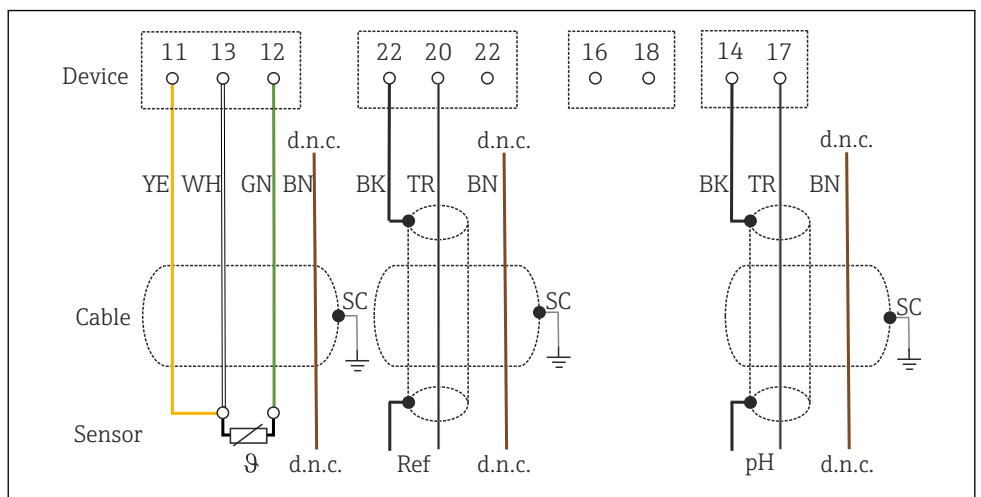 11 13 12 22 20 22 16 18 14 17
Device
d.n.c. d.n.c. d.n.c.
YE WH GN BN BK TR BN BK TR BN
SC SC SC
Cable
Sensor
ϑ d.n.c. Ref d.n.c. pH d.n.c.